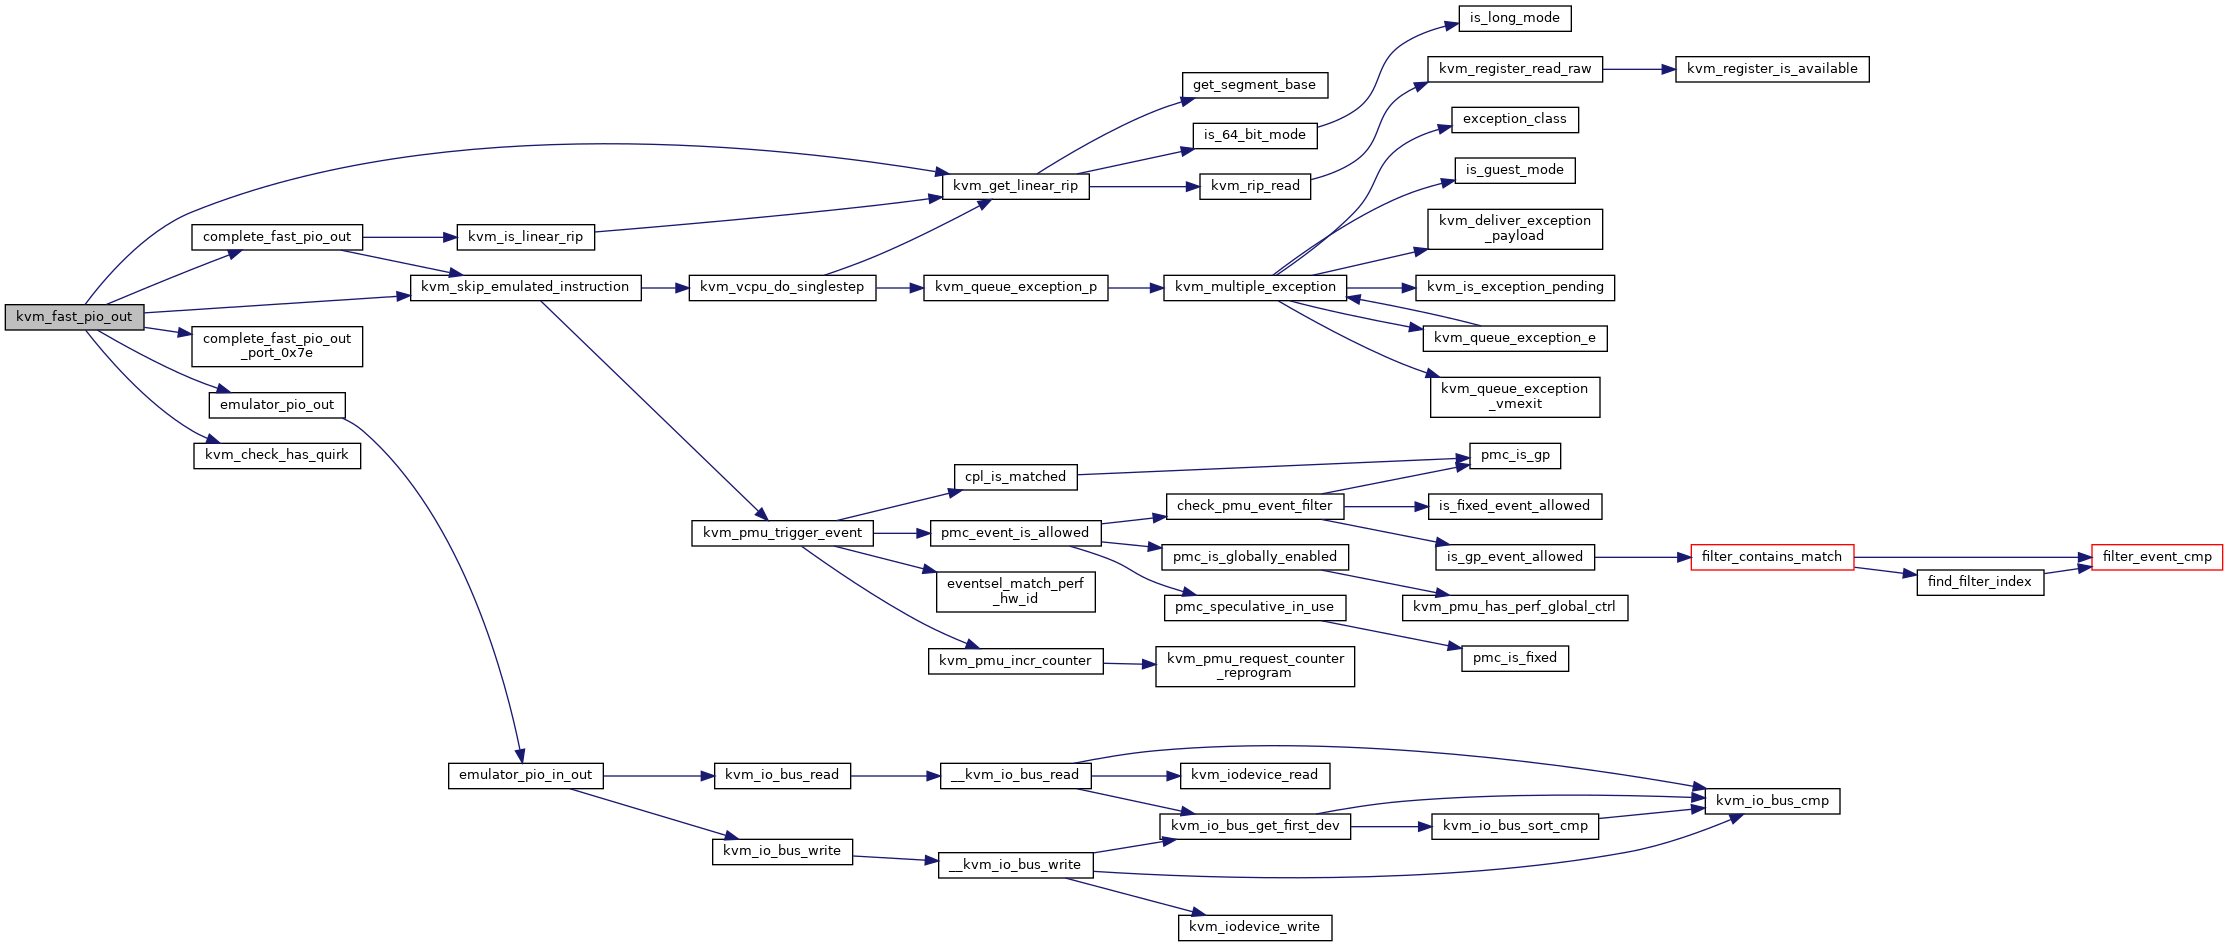 is_long_mode
kvm_register_read_raw
kvm_register_is_available
get_segment_base
exception_class
is_64_bit_mode
is_guest_mode
kvm_get_linear_rip
kvm_rip_read
kvm_deliver_exception
_payload
complete_fast_pio_out
kvm_is_linear_rip
kvm_skip_emulated_instruction
kvm_vcpu_do_singlestep
kvm_queue_exception_p
kvm_multiple_exception
kvm_is_exception_pending
kvm_fast_pio_out
complete_fast_pio_out
_port_0x7e
kvm_queue_exception_e
kvm_queue_exception
_vmexit
emulator_pio_out
kvm_check_has_quirk
pmc_is_gp
cpl_is_matched
check_pmu_event_filter
is_fixed_event_allowed
kvm_pmu_trigger_event
pmc_event_is_allowed
pmc_is_globally_enabled
is_gp_event_allowed
filter_contains_match
filter_event_cmp
find_filter_index
eventsel_match_perf
_hw_id
pmc_speculative_in_use
kvm_pmu_has_perf_global_ctrl
kvm_pmu_incr_counter
kvm_pmu_request_counter
_reprogram
pmc_is_fixed
emulator_pio_in_out
kvm_io_bus_read
__kvm_io_bus_read
kvm_iodevice_read
kvm_io_bus_cmp
kvm_io_bus_get_first_dev
kvm_io_bus_sort_cmp
kvm_io_bus_write
__kvm_io_bus_write
kvm_iodevice_write